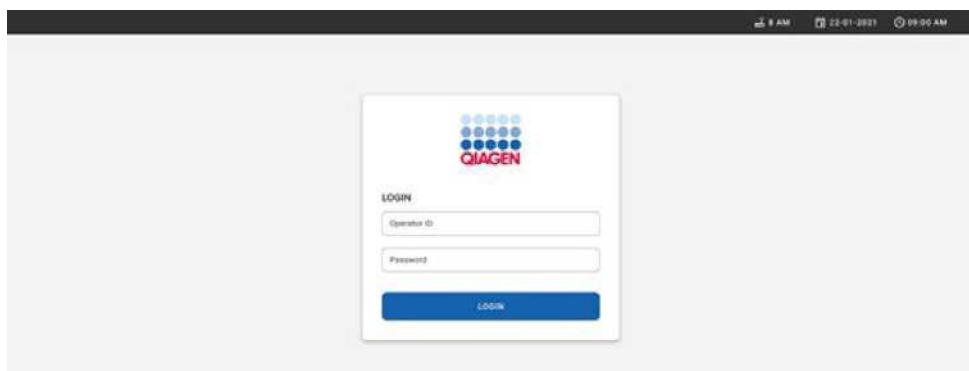 8 AM 22-01-2021 09:00 AM
QIAGEN
LOGIN
Operator ID
Password
LOGIN